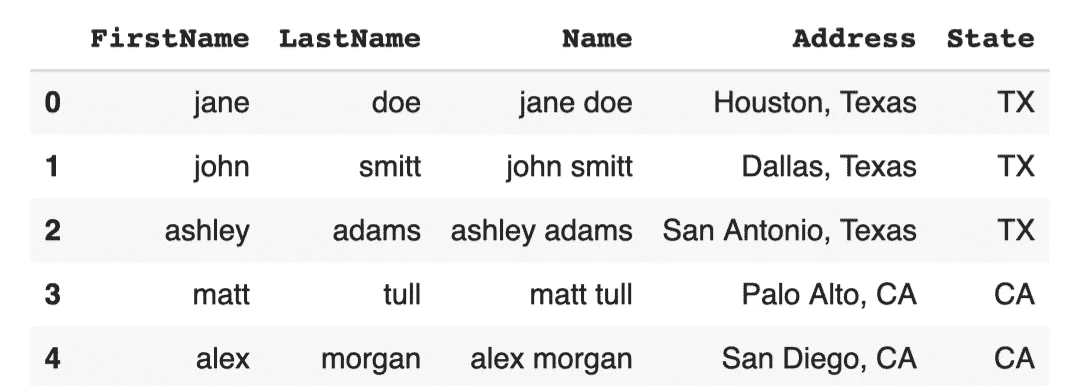 FirstName LastName Name Address State
0 jane doe jane doe Houston, Texas TX
1 john smitt john smitt Dallas, Texas TX
2 ashley adams ashley adams San Antonio, Texas TX
3 matt tull matt tull Palo Alto, CA CA
4 alex morgan alex morgan San Diego, CA CA